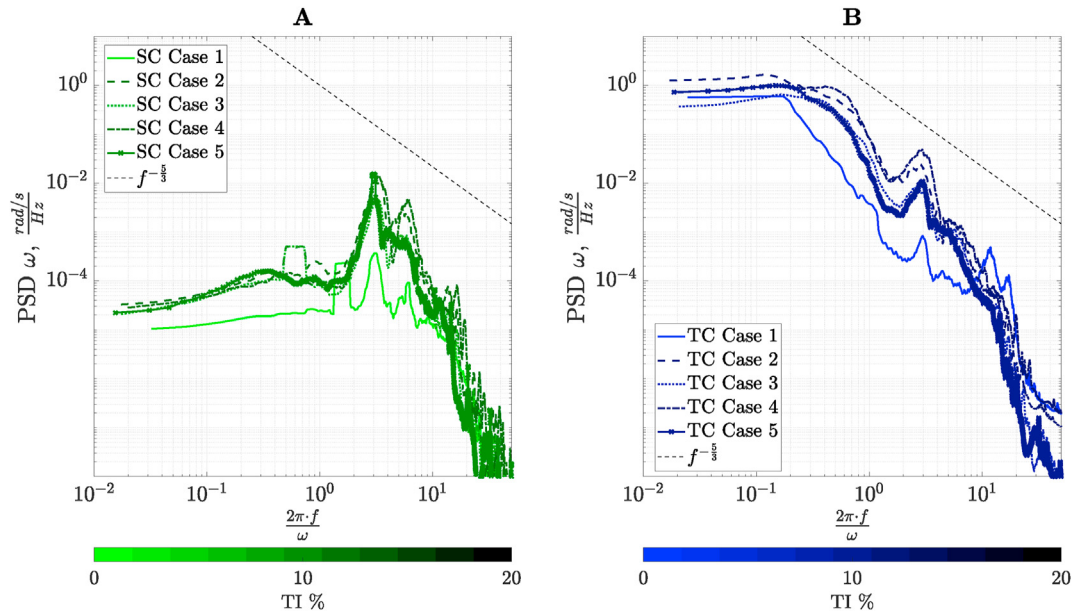 A
PSD ω, rad/s / Hz
10^0
10^-2
10^-4
SC Case 1
SC Case 2
SC Case 3
SC Case 4
SC Case 5
f^-5/3
10^-2 10^-1 10^0 10^1
2π·f / ω
0 10 20
TI %
B
PSD ω, rad/s / Hz
10^0
10^-2
10^-4
TC Case 1
TC Case 2
TC Case 3
TC Case 4
TC Case 5
f^-5/3
10^-2 10^-1 10^0 10^1
2π·f / ω
0 10 20
TI %